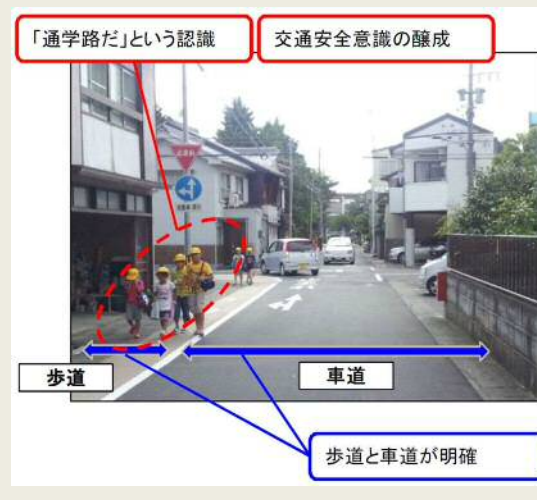 「通学路だ」という認識
交通安全意識の醸成
歩道
車道
歩道と車道が明確